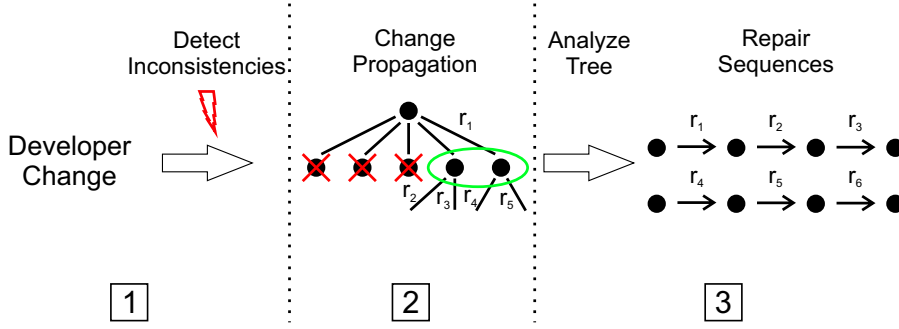 Detect
Inconsistencies
Developer
Change
1
Change
Propagation
r1
r2
r3
r4
r5
2
Analyze
Tree
Repair
Sequences
r1 r2 r3
r4 r5 r6
3